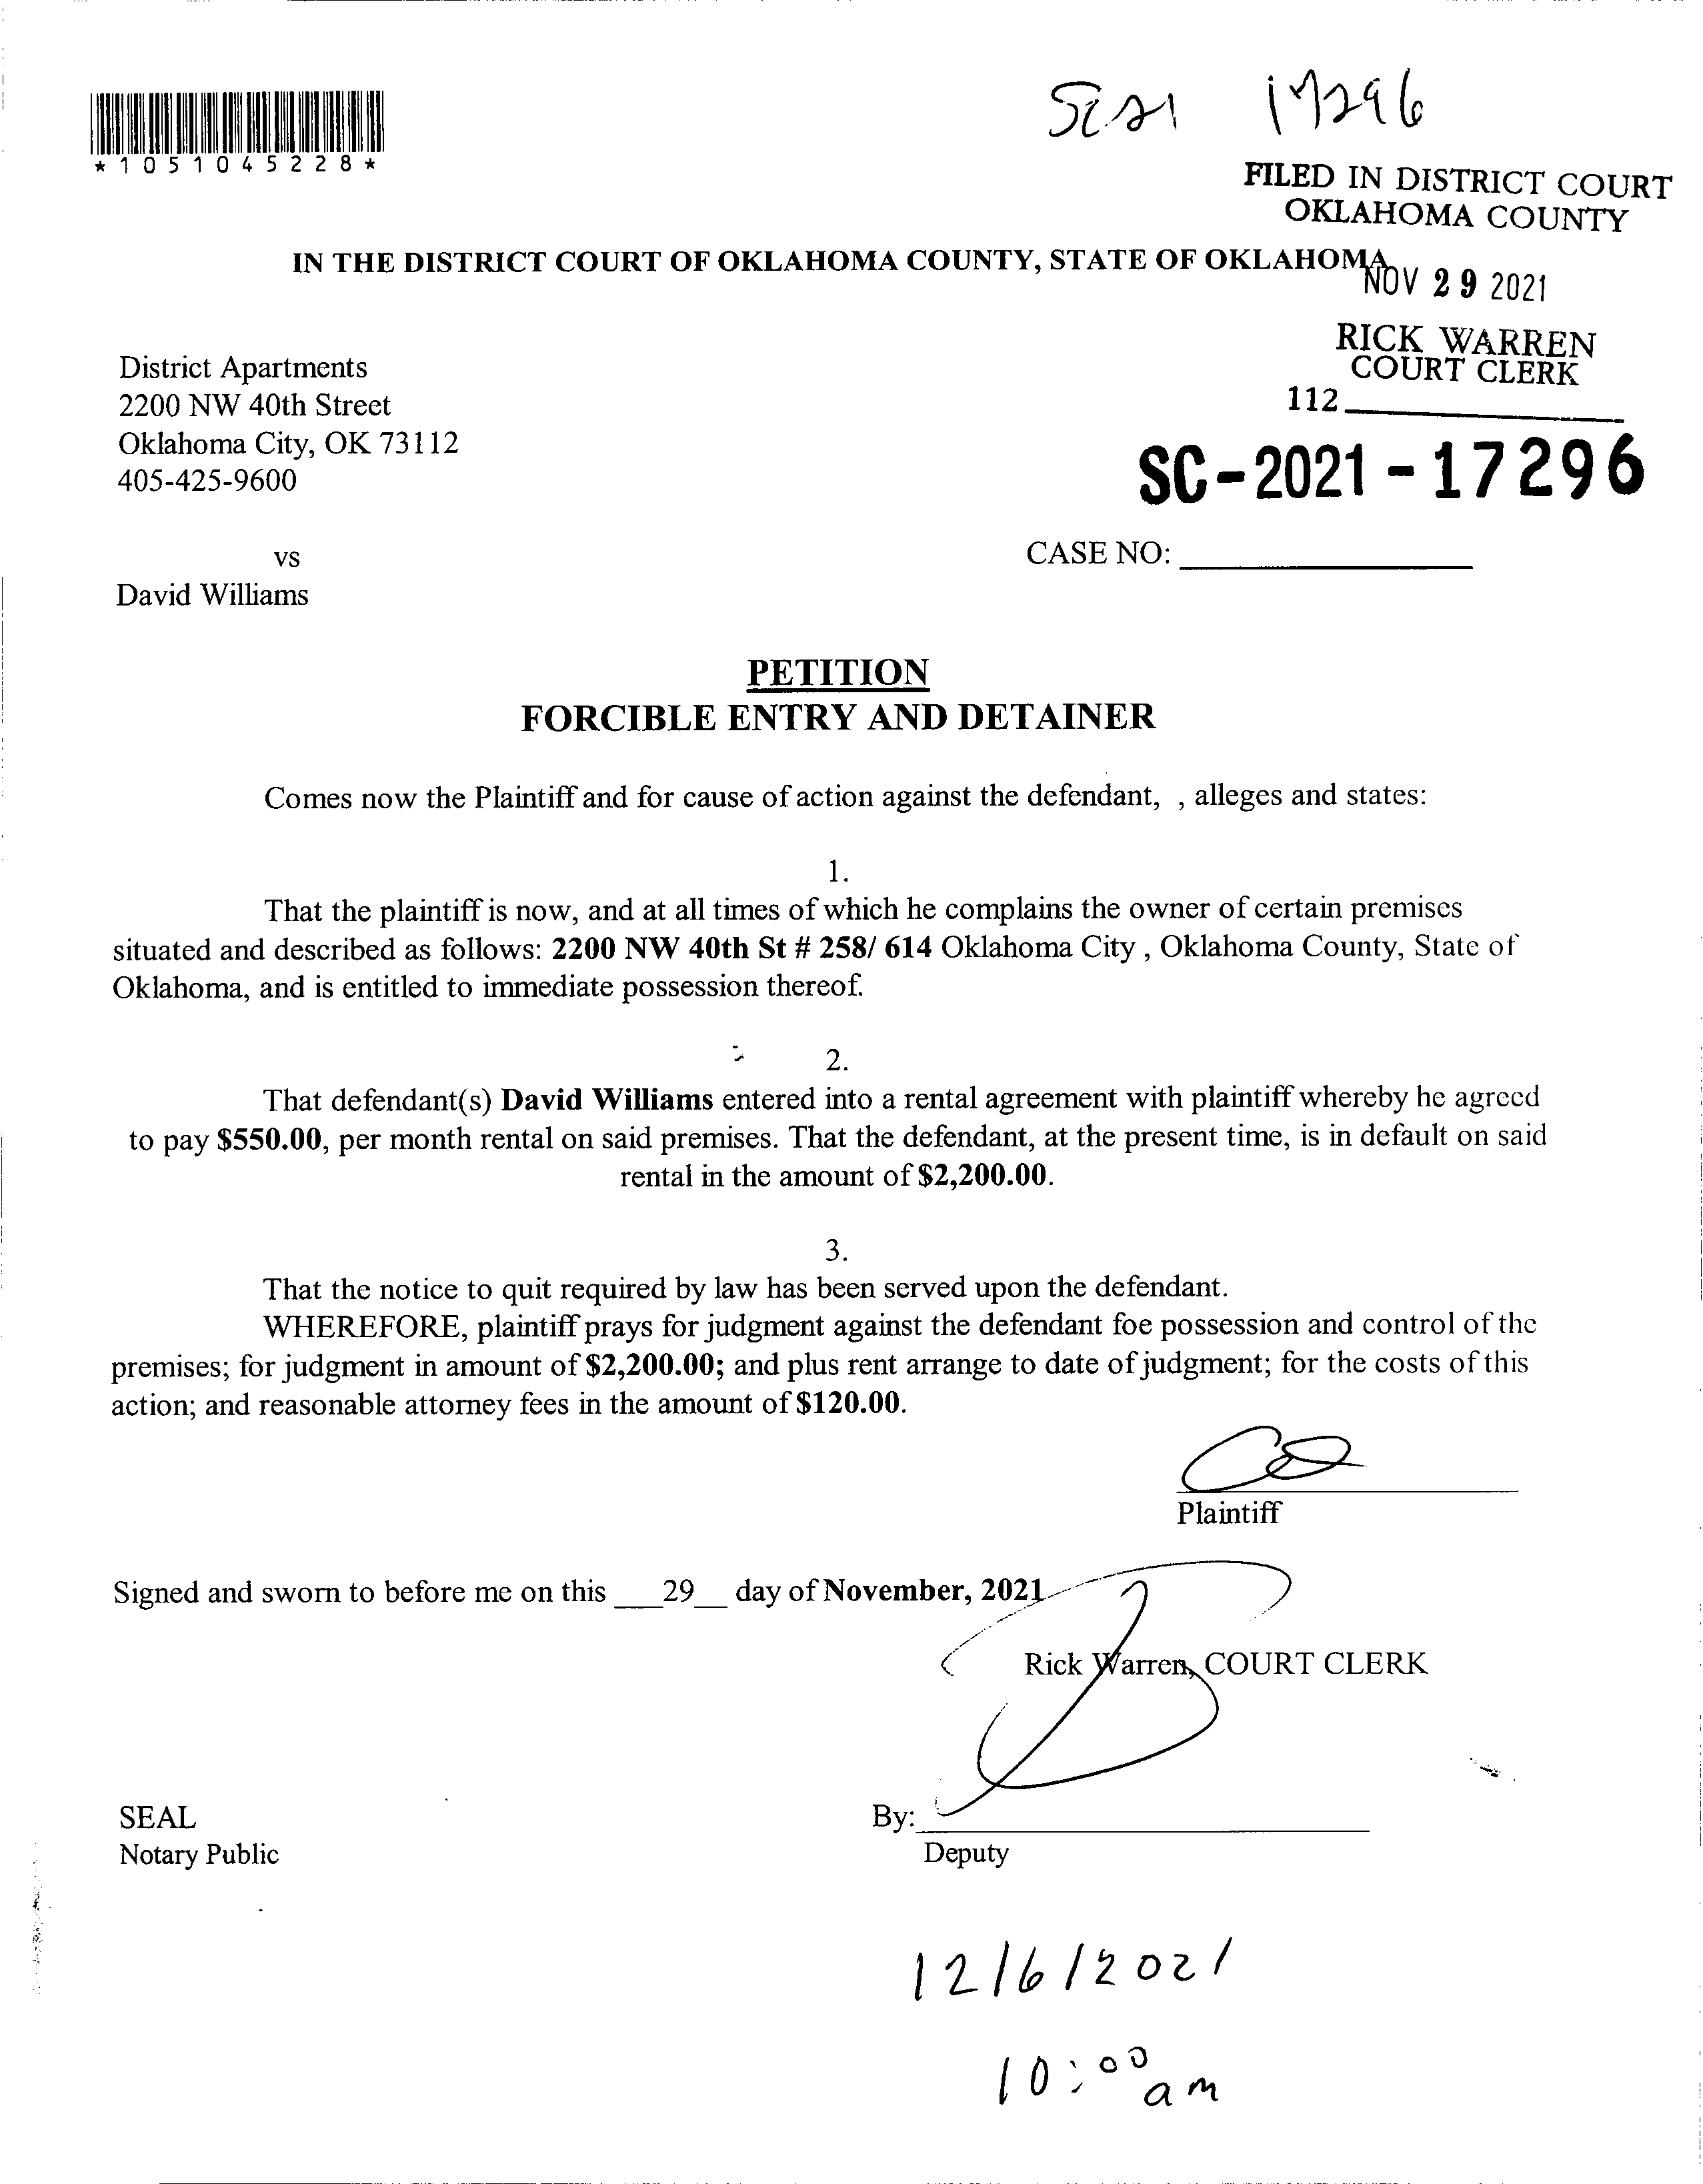 SC21 17296
*1051045228*
FILED IN DISTRICT COURT
OKLAHOMA COUNTY
IN THE DISTRICT COURT OF OKLAHOMA COUNTY, STATE OF OKLAHOMA
NOV 29 2021
RICK WARREN
COURT CLERK
112
District Apartments
2200 NW 40th Street
Oklahoma City, OK 73112
405-425-9600
SC-2021-17296
vs
CASE NO:
David Williams
PETITION
FORCIBLE ENTRY AND DETAINER
Comes now the Plaintiff and for cause of action against the defendant,  , alleges and states:
1.
That the plaintiff is now, and at all times of which he complains the owner of certain premises
situated and described as follows: 2200 NW 40th St # 258/ 614 Oklahoma City , Oklahoma County, State of
Oklahoma, and is entitled to immediate possession thereof.
2.
That defendant(s) David Williams entered into a rental agreement with plaintiff whereby he agreed
to pay $550.00, per month rental on said premises. That the defendant, at the present time, is in default on said
rental in the amount of $2,200.00.
3.
That the notice to quit required by law has been served upon the defendant.
WHEREFORE, plaintiff prays for judgment against the defendant foe possession and control of the
premises; for judgment in amount of $2,200.00; and plus rent arrange to date of judgment; for the costs of this
action; and reasonable attorney fees in the amount of $120.00.
Plaintiff
Signed and sworn to before me on this ___29__ day of November, 2021
Rick Warren, COURT CLERK
SEAL
By:
Notary Public
Deputy
12/6/2021
10:00 am